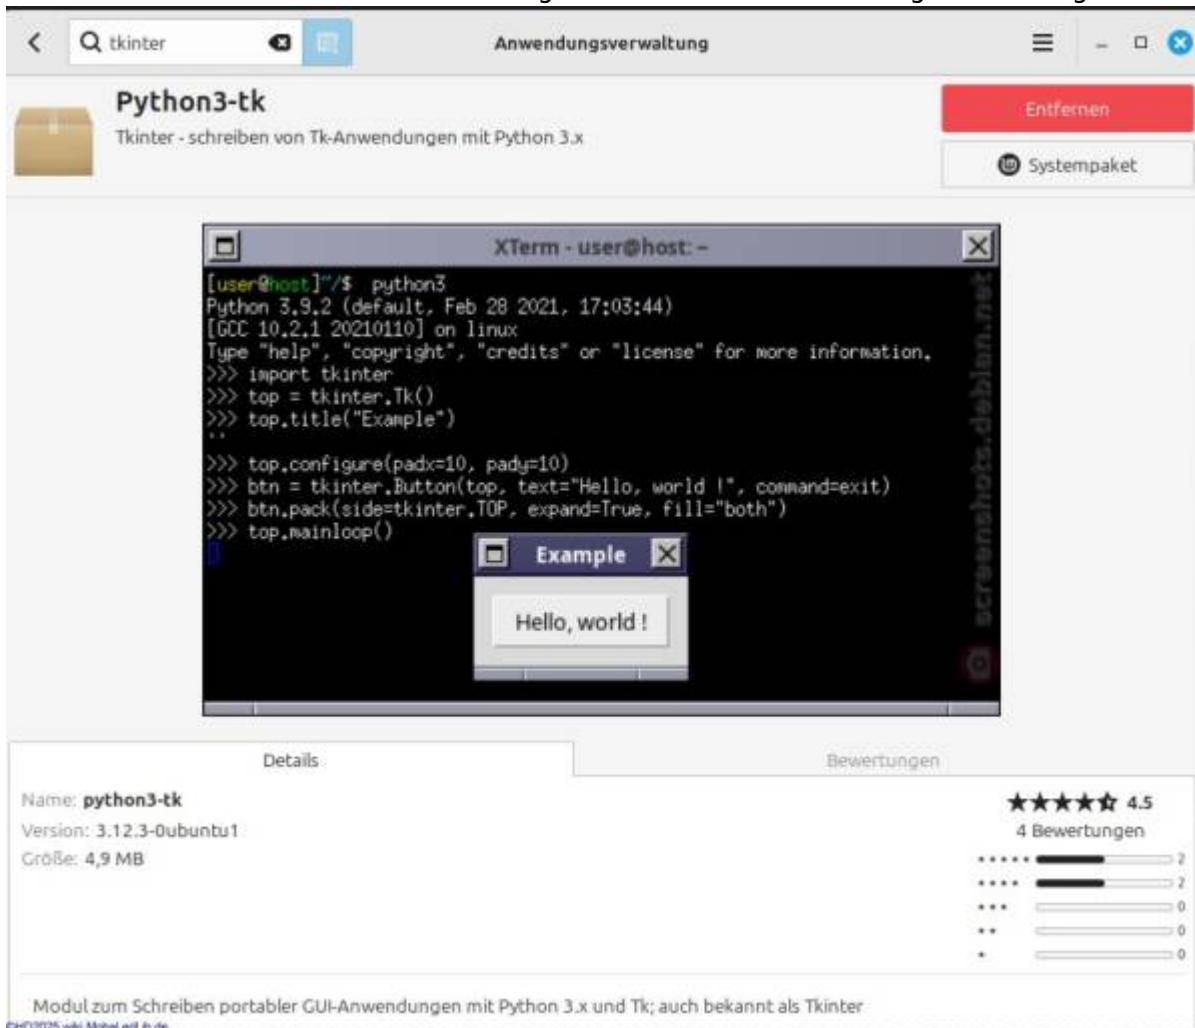 tkinter
Anwendungsverwaltung
Python3-tk
Tkinter - schreiben von Tk-Anwendungen mit Python 3.x
Entfernen
Systempaket
XTerm - user@host: ~
[user@host]~/$ python3
Python 3.9.2 (default, Feb 28 2021, 17:03:44)
[GCC 10.2.1 20210110] on linux
Type "help", "copyright", "credits" or "license" for more information.
>>> import tkinter
>>> top = tkinter.Tk()
>>> top.title("Example")
''
>>> top.configure(padx=10, pady=10)
>>> btn = tkinter.Button(top, text="Hello, world !", command=exit)
>>> btn.pack(side=tkinter.TOP, expand=True, fill="both")
>>> top.mainloop()
Example
Hello, world !
screenshots.debian.net
Details
Bewertungen
Name: python3-tk
Version: 3.12.3-0ubuntu1
Größe: 4,9 MB
4.5
4 Bewertungen
2
2
0
0
0
Modul zum Schreiben portabler GUI-Anwendungen mit Python 3.x und Tk; auch bekannt als Tkinter